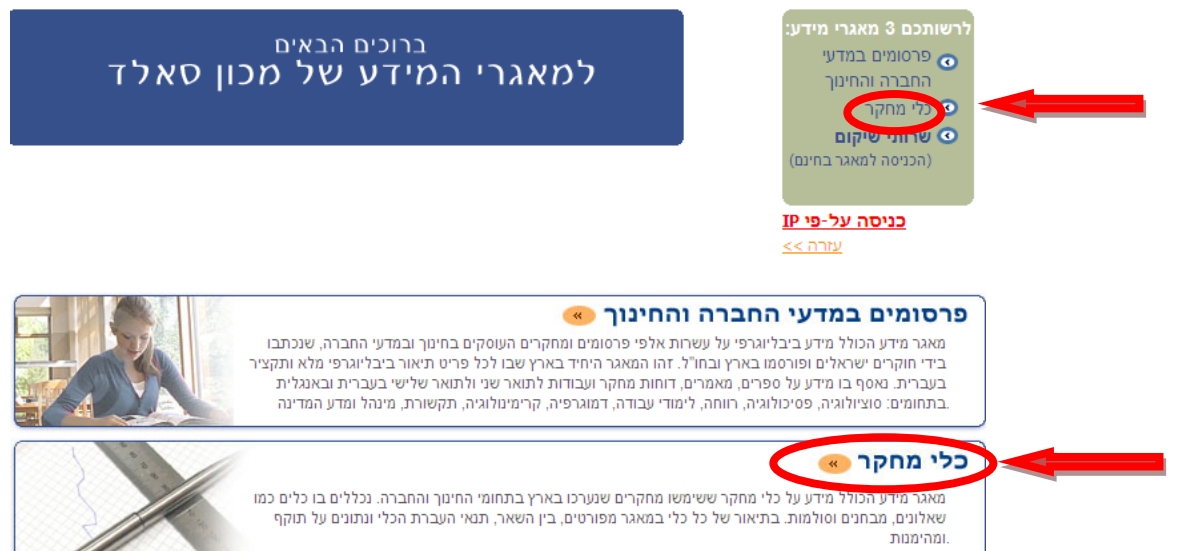 ברוכים הבאים
למאגרי המידע של מכון סאלד
לרשותכם 3 מאגרי מידע:
פרסומים במדעי
החברה והחינוך
כלי מחקר
שרותי שיקום
(הכניסה למאגר בחינם)
כניסה על-פי IP
עזרה >>
פרסומים במדעי החברה והחינוך »
מאגר מידע הכולל מידע ביבליוגרפי על עשרות אלפי פרסומים ומחקרים העוסקים בחינוך ובמדעי החברה, שנכתבו
בידי חוקרים ישראלים ופורסמו בארץ ובחו"ל. זהו המאגר היחיד בארץ שבו לכל פריט תיאור ביבליוגרפי מלא ותקציר
בעברית. נאסף בו מידע על ספרים, מאמרים, דוחות מחקר ועבודות לתואר שני ולתואר שלישי בעברית ובאנגלית
.בתחומים: סוציולוגיה, פסיכולוגיה, רווחה, לימודי עבודה, דמוגרפיה, קרימינולוגיה, תקשורת, מינהל ומדע המדינה
כלי מחקר »
מאגר מידע הכולל מידע על כלי מחקר ששימשו מחקרים שנערכו בארץ בתחומי החינוך והחברה. נכללים בו כלים כמו
שאלונים, מבחנים וסולמות. בתיאור של כל כלי במאגר מפורטים, בין השאר, תנאי העברת הכלי ונתונים על תוקף
.ומהימנות